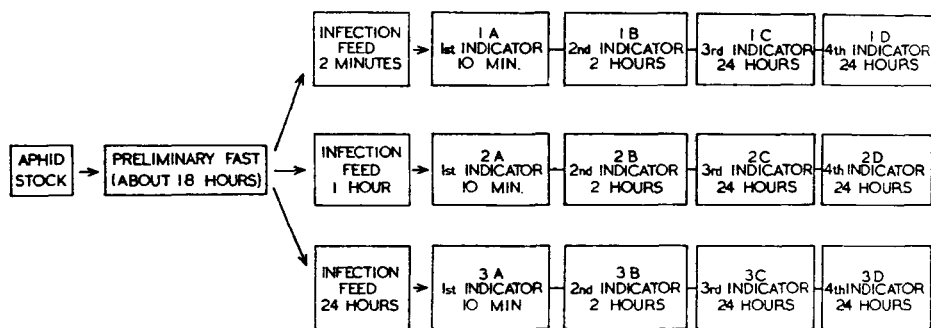 APHID
STOCK
PRELIMINARY FAST
(ABOUT 18 HOURS)
INFECTION
FEED
2 MINUTES
1 A
1st INDICATOR
10 MIN.
1 B
2nd INDICATOR
2 HOURS
1 C
3rd INDICATOR
24 HOURS
1 D
4th INDICATOR
24 HOURS
INFECTION
FEED
1 HOUR
2 A
1st INDICATOR
10 MIN.
2 B
2nd INDICATOR
2 HOURS
2C
3rd INDICATOR
24 HOURS
2D
4th INDICATOR
24 HOURS
INFECTION
FEED
24 HOURS
3 A
1st INDICATOR
10 MIN
3 B
2nd INDICATOR
2 HOURS
3C
3rd INDICATOR
24 HOURS
3 D
4th INDICATOR
24 HOURS